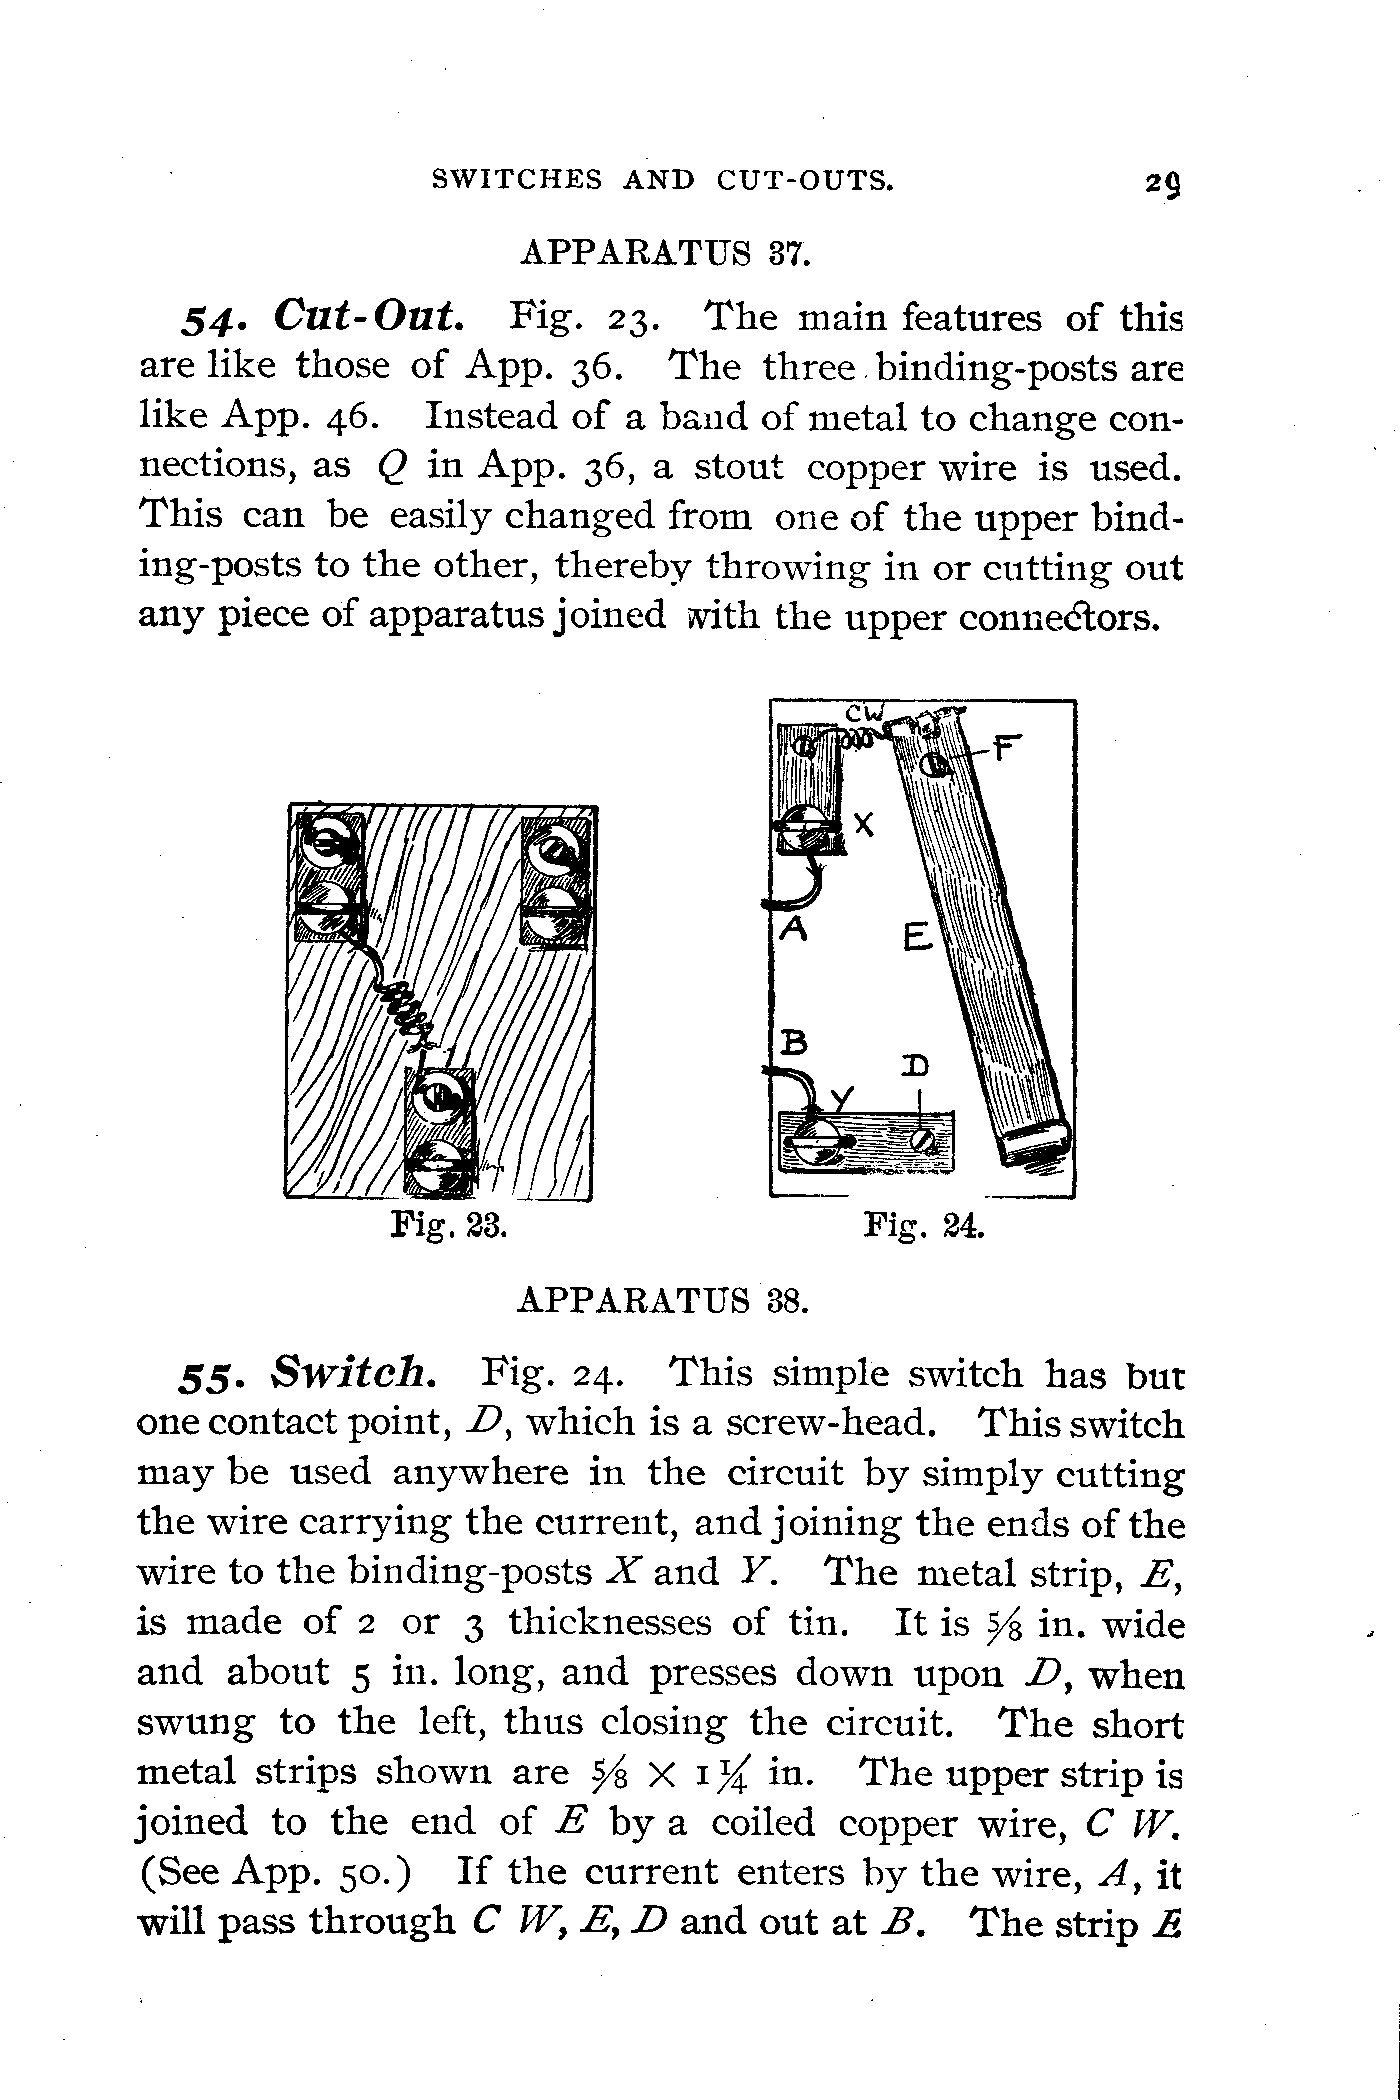 SWITCHES AND CUT-OUTS. 29
APPARATUS 37.
54. Cut-Out. Fig. 23. The main features of this
are like those of App. 36. The three binding-posts are
like App. 46. Instead of a band of metal to change con-
nections, as Q in App. 36, a stout copper wire is used.
This can be easily changed from one of the upper bind-
ing-posts to the other, thereby throwing in or cutting out
any piece of apparatus joined with the upper connectors.
CW
F
X
A
E
B
D
Y
Fig. 23.
Fig. 24.
APPARATUS 38.
55. Switch. Fig. 24. This simple switch has but
one contact point, D, which is a screw-head. This switch
may be used anywhere in the circuit by simply cutting
the wire carrying the current, and joining the ends of the
wire to the binding-posts X and Y. The metal strip, E,
is made of 2 or 3 thicknesses of tin. It is 5/8 in. wide
and about 5 in. long, and presses down upon D, when
swung to the left, thus closing the circuit. The short
metal strips shown are 5/8 × 1 1/4 in. The upper strip is
joined to the end of E by a coiled copper wire, C W.
(See App. 50.) If the current enters by the wire, A, it
will pass through C W, E, D and out at B. The strip E